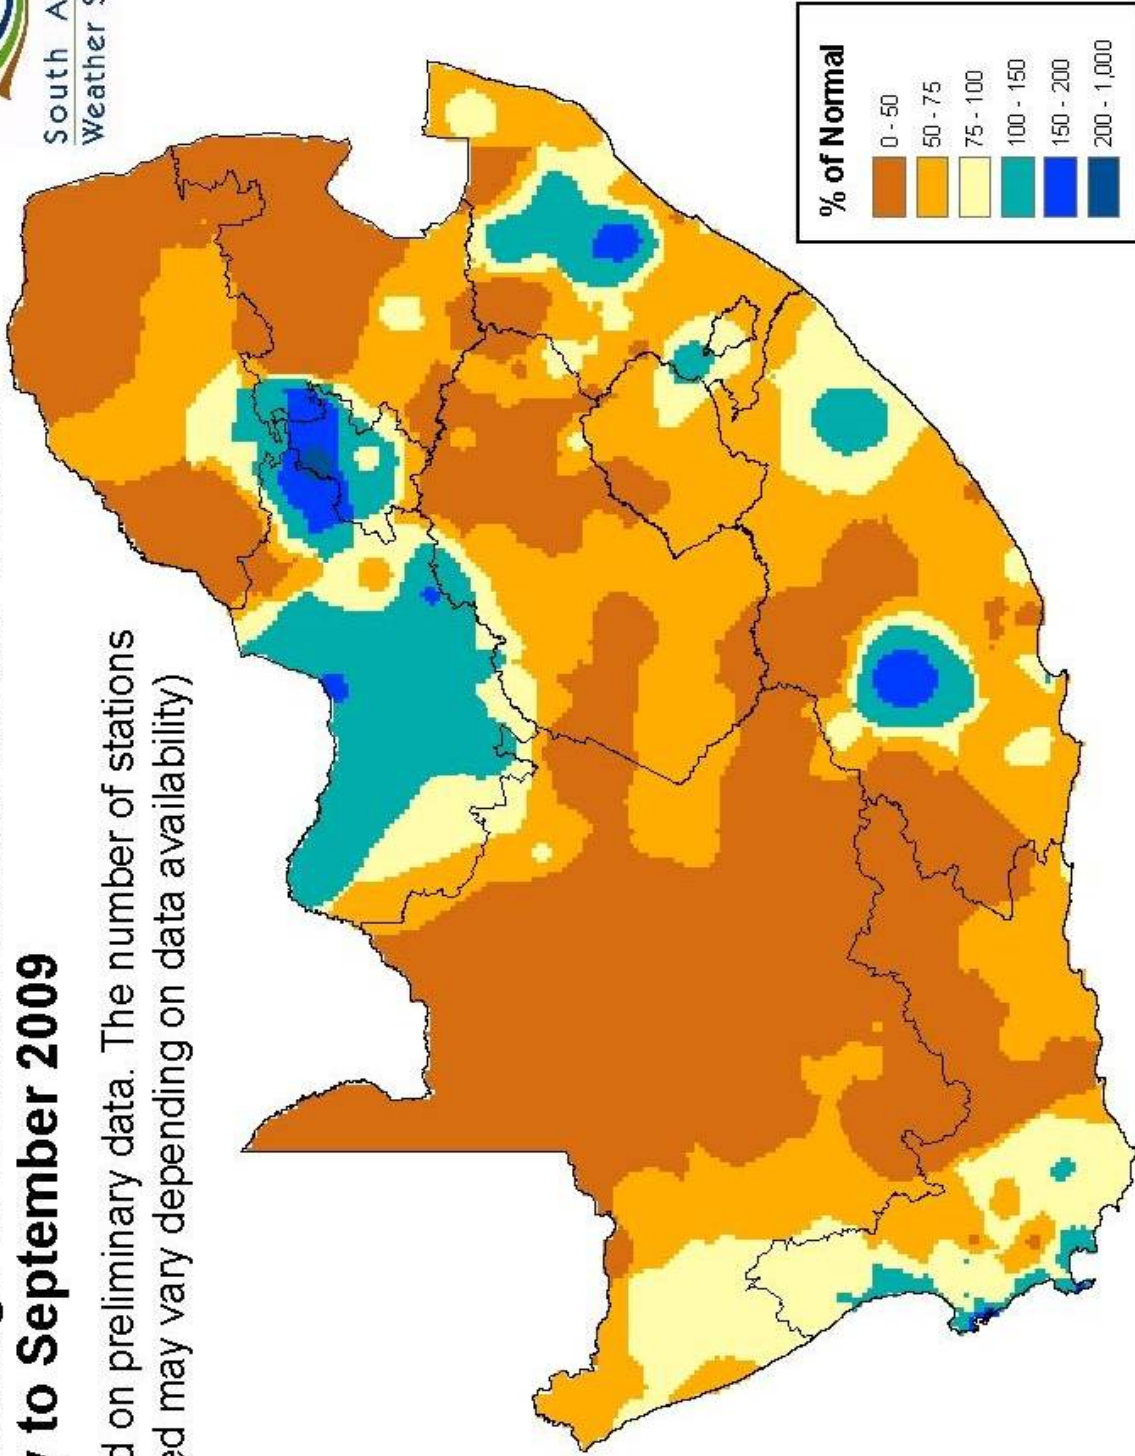 to September 2009
on preliminary data. The number of stations
may vary depending on data availability)
South
Weather
% of Normal
0 - 50
50 - 75
75 - 100
100 - 150
150 - 200
200 - 1,000